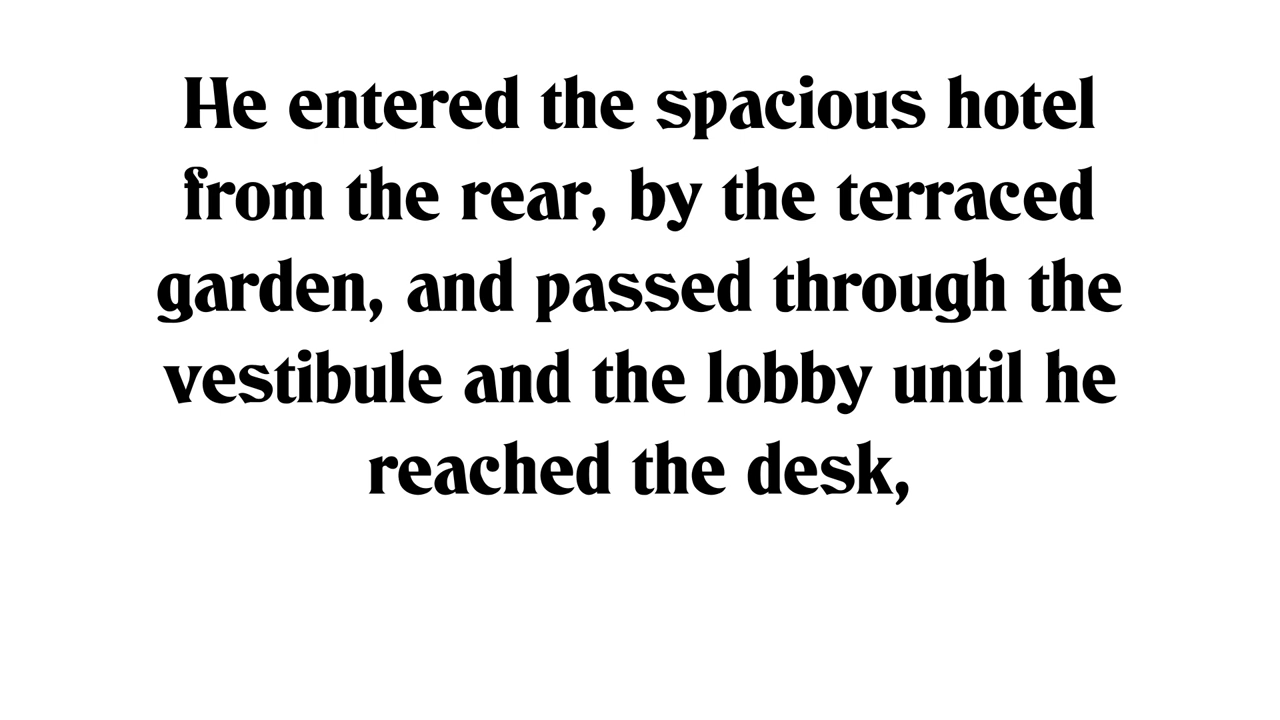 He entered the spacious hotel
from the rear, by the terraced
garden, and passed through the
vestibule and the lobby until he
reached the desk,